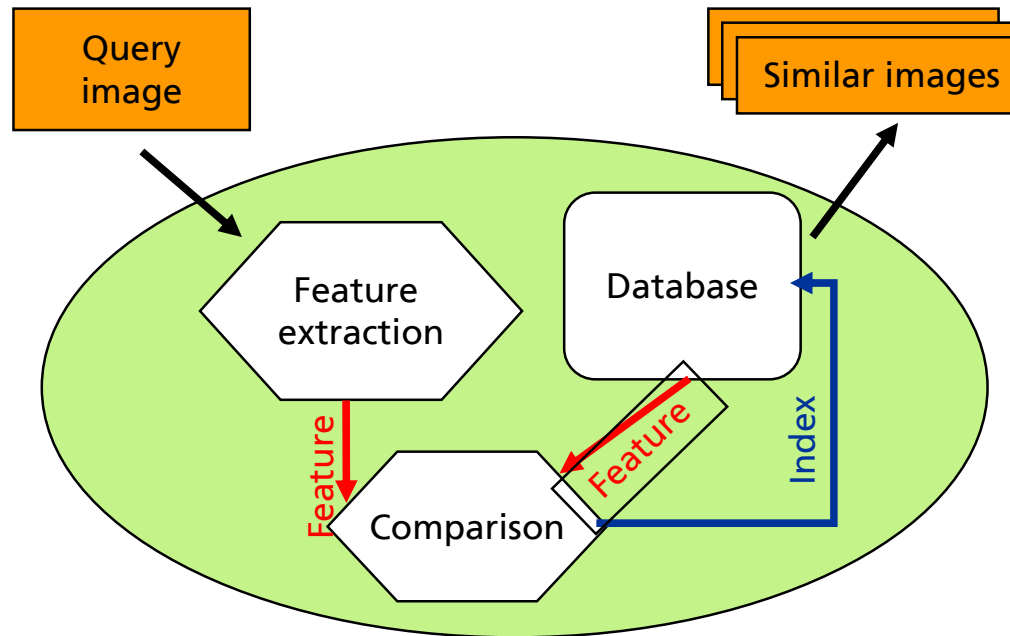 Query
image
Similar images
Feature
extraction
Database
Feature
Feature
Index
Comparison